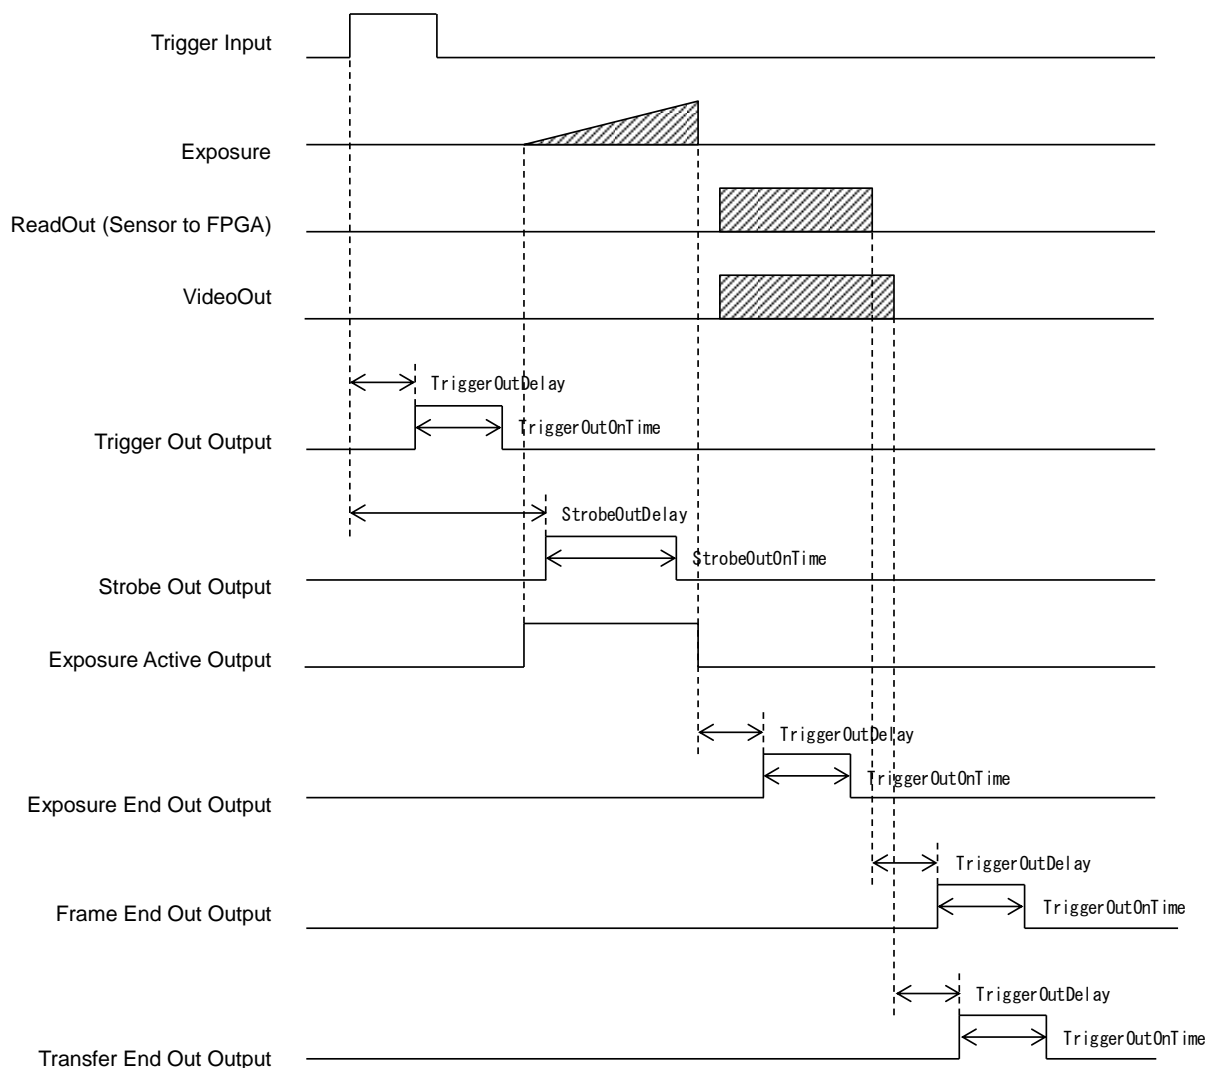 Trigger Input
Exposure
ReadOut (Sensor to FPGA)
VideoOut
TriggerOutDelay
TriggerOutOnTime
Trigger Out Output
StrobeOutDelay
StrobeOutOnTime
Strobe Out Output
Exposure Active Output
TriggerOutDelay
TriggerOutOnTime
Exposure End Out Output
TriggerOutDelay
TriggerOutOnTime
Frame End Out Output
TriggerOutDelay
TriggerOutOnTime
Transfer End Out Output